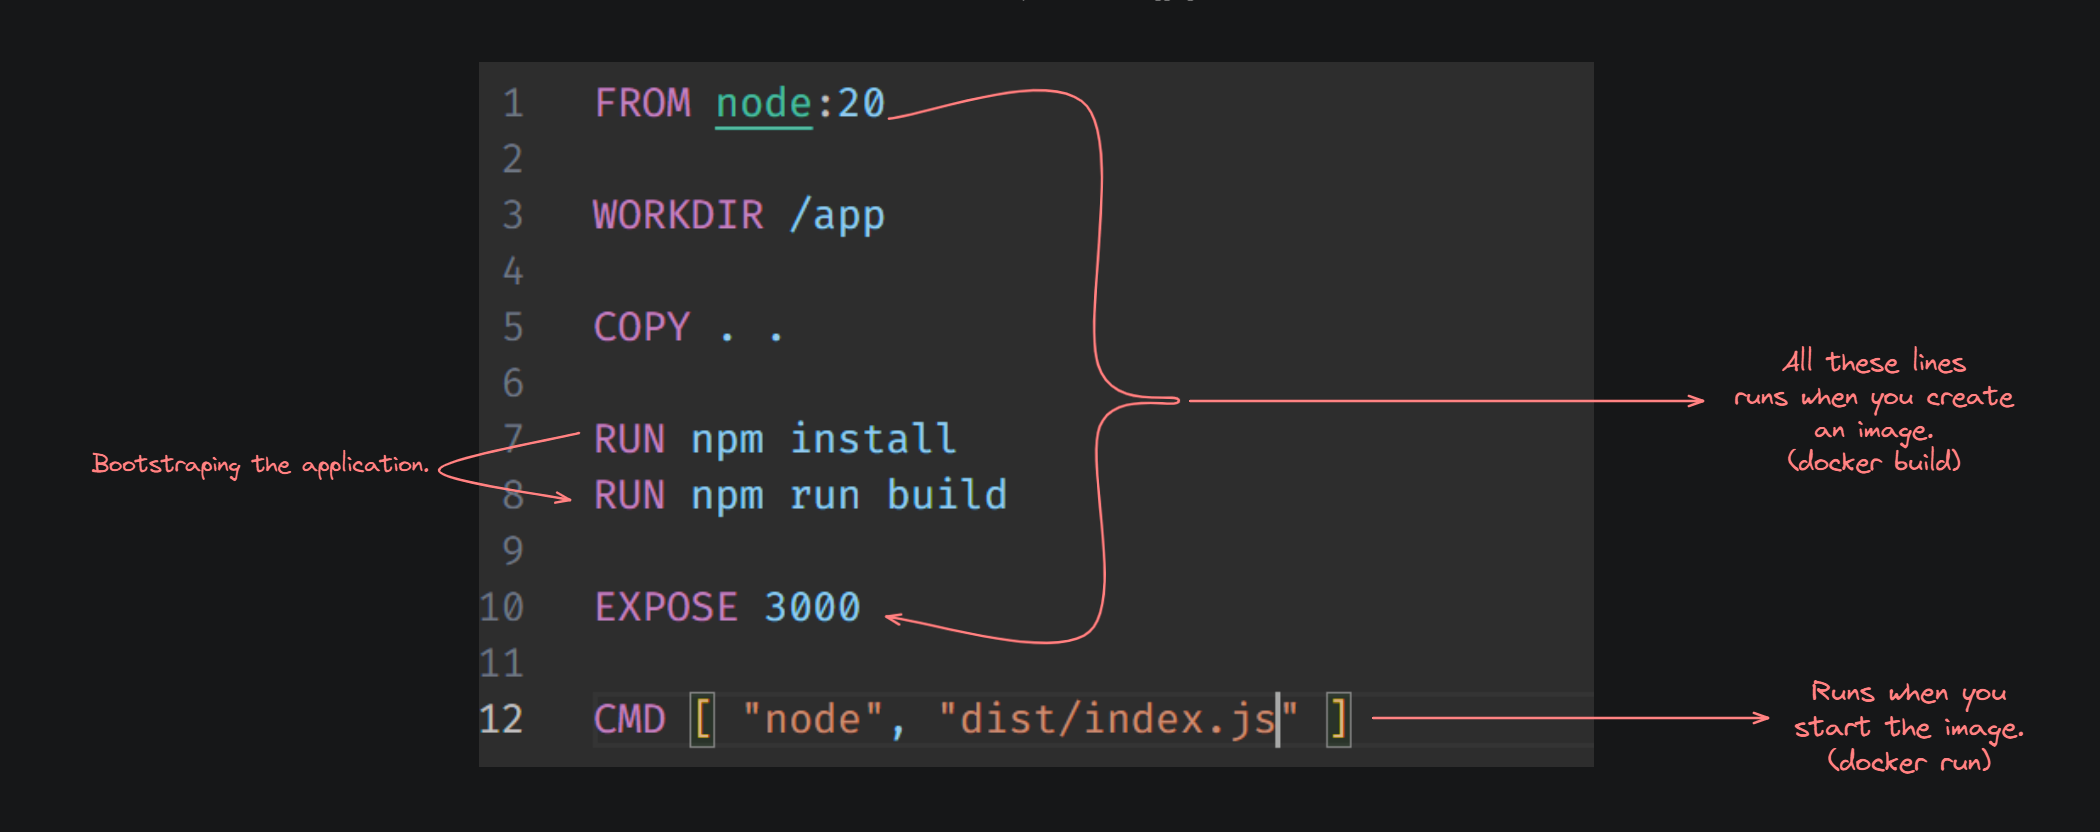 1 FROM node:20
2
3 WORKDIR /app
4
5 COPY . .
6
7 RUN npm install
8 RUN npm run build
9
10 EXPOSE 3000
11
12 CMD [ "node", "dist/index.js" ]
Bootstraping the application.
All these lines
runs when you create
an image.
(docker build)
Runs when you
start the image.
(docker run)